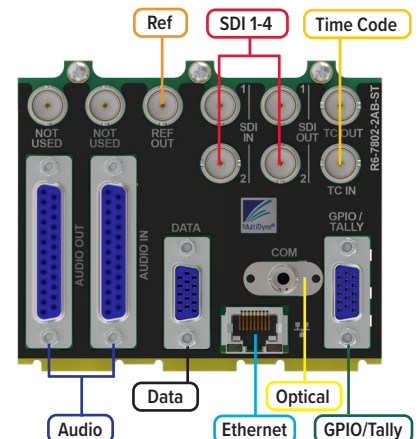 Ref
SDI 1-4
Time Code
NOT
USED
NOT
USED
REF
OUT
1
SDI
IN
2
1
SDI
OUT
2
TC OUT
TC IN
R6-7802-2AB-ST
AUDIO OUT
AUDIO IN
DATA
MultiDyne®
COM
GPIO /
TALLY
Audio
Data
Ethernet
Optical
GPIO/Tally